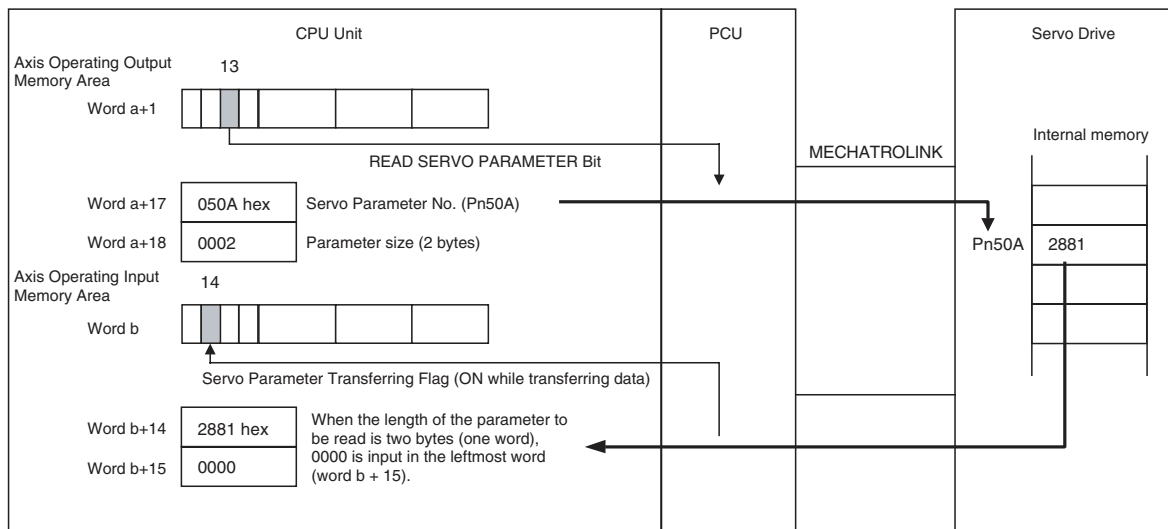 CPU Unit
PCU
Servo Drive
Axis Operating Output
Memory Area
13
Word a+1
READ SERVO PARAMETER Bit
MECHATROLINK
Internal memory
Word a+17
050A hex
Servo Parameter No. (Pn50A)
Word a+18
0002
Parameter size (2 bytes)
Pn50A
2881
Axis Operating Input
Memory Area
14
Word b
Servo Parameter Transferring Flag (ON while transferring data)
Word b+14
2881 hex
Word b+15
0000
When the length of the parameter to
be read is two bytes (one word),
0000 is input in the leftmost word
(word b + 15).